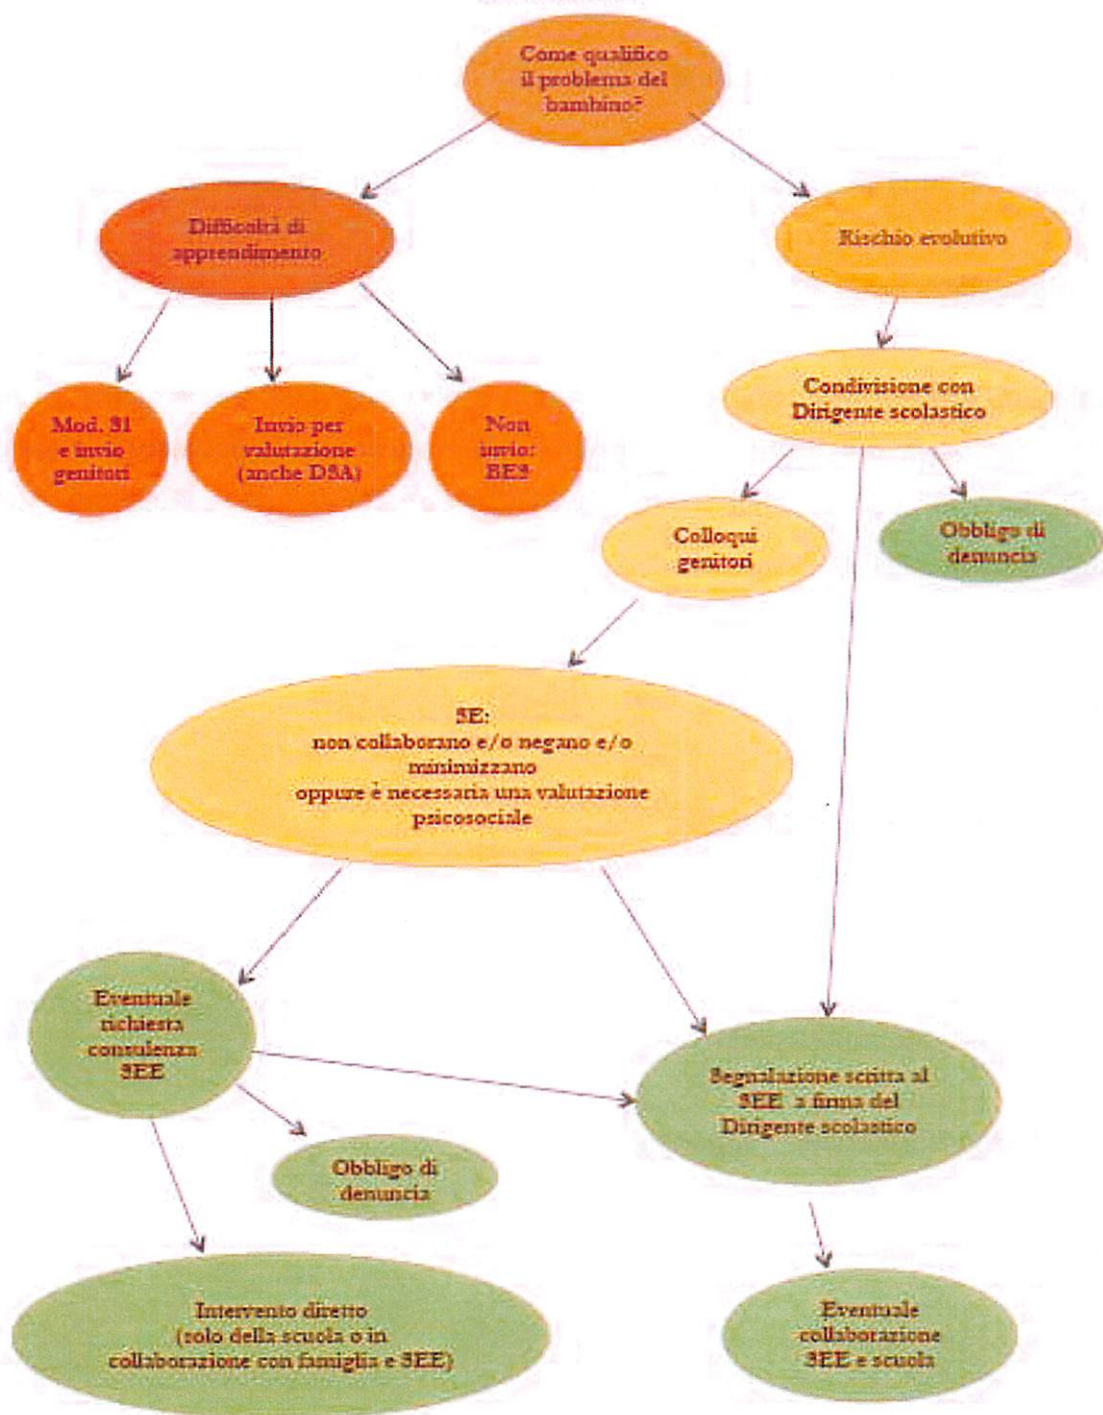 Come qualifico
il problema del
bambino?
Difficoltà di
apprendimento
Rischio evolutivo
Mod. S1
e invio
genitori
Invio per
valutazione
(anche DSA)
Non
invio:
BES
Condivisione con
Dirigente scolastico
Colloqui
genitori
Obbligo di
denuncia
SE:
non collaborano e/o negano e/o
minimizzano
oppure è necessaria una valutazione
psicosociale
Eventuale
richiesta
consulenza
SEE
Segnalazione scritta al
SEE a firma del
Dirigente scolastico
Obbligo di
denuncia
Intervento diretto
(solo della scuola o in
collaborazione con famiglia e SEE)
Eventuale
collaborazione
SEE e scuola